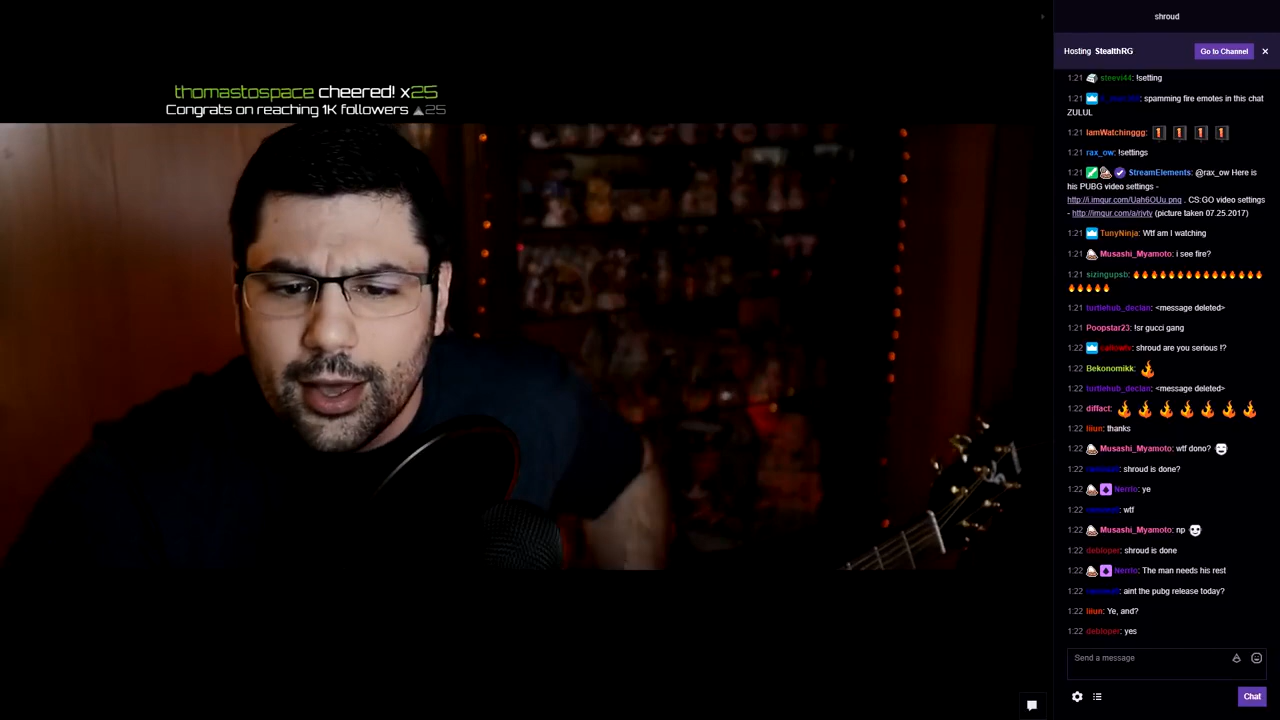 shroud
thomastospace cheered! x25
Congrats on reaching 1K followers 25
Hosting StealthRG
Go to Channel
1:21 steevi44: !setting
1:21 : spamming fire emotes in this chat
ZULUL
1:21 IamWatchinggg:
1:21 rax_ow: !settings
1:21 StreamElements: @rax_ow Here is
his PUBG video settings -
http://i.imgur.com/Uah6OUu.png . CS:GO video settings
- http://imgur.com/a/rivtv (picture taken 07.25.2017)
1:21 TunyNinja: Wtf am I watching
1:21 Musashi_Myamoto: i see fire?
1:21 sizingupsb:
1:21 turtlehub_declan: <message deleted>
1:21 Poopstar23: !sr gucci gang
1:22 : shroud are you serious !?
1:22 Bekonomikk:
1:22 turtlehub_declan: <message deleted>
1:22 diffact:
1:22 liiun: thanks
1:22 Musashi_Myamoto: wtf dono?
1:22 : shroud is done?
1:22 Nerrio: ye
1:22 : wtf
1:22 Musashi_Myamoto: np
1:22 debloper: shroud is done
1:22 Nerrio: The man needs his rest
1:22 : aint the pubg release today?
1:22 liiun: Ye, and?
1:22 debloper: yes
Send a message
Chat